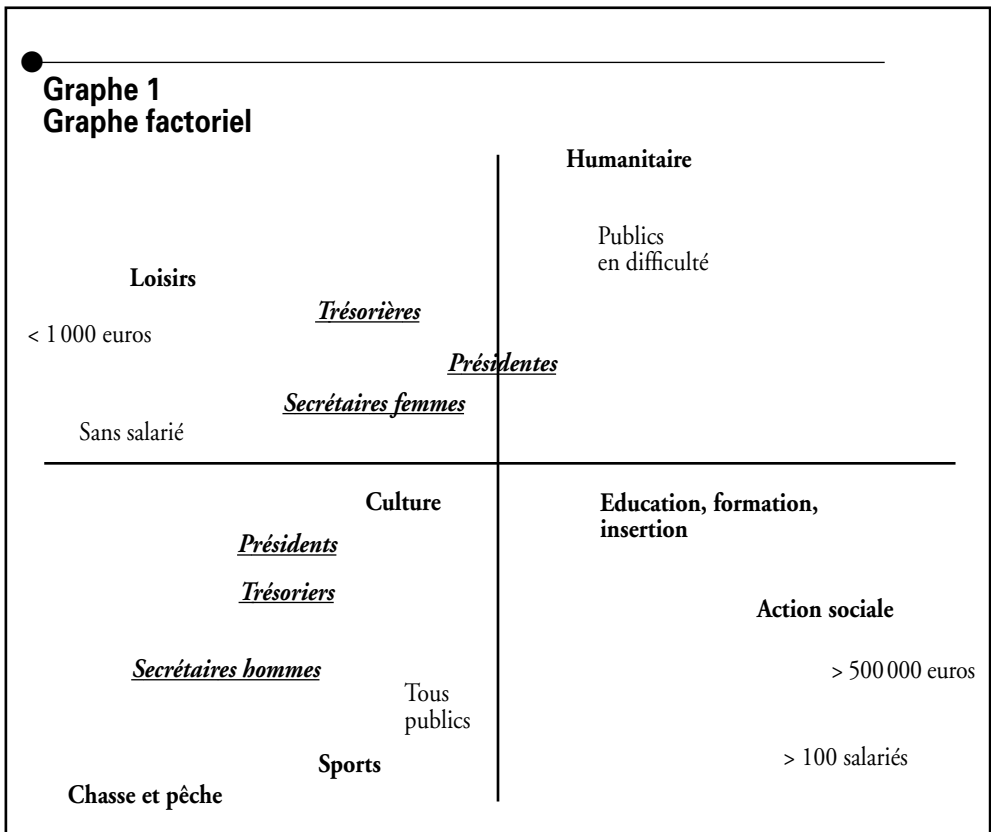 Graphe 1
Graphe factoriel
Humanitaire
Publics
en difficulté
Loisirs
Trésorières
< 1 000 euros
Présidentes
Secrétaires femmes
Sans salarié
Culture
Education, formation,
insertion
Présidents
Trésoriers
Action sociale
Secrétaires hommes
> 500 000 euros
Tous
publics
Sports
> 100 salariés
Chasse et pêche